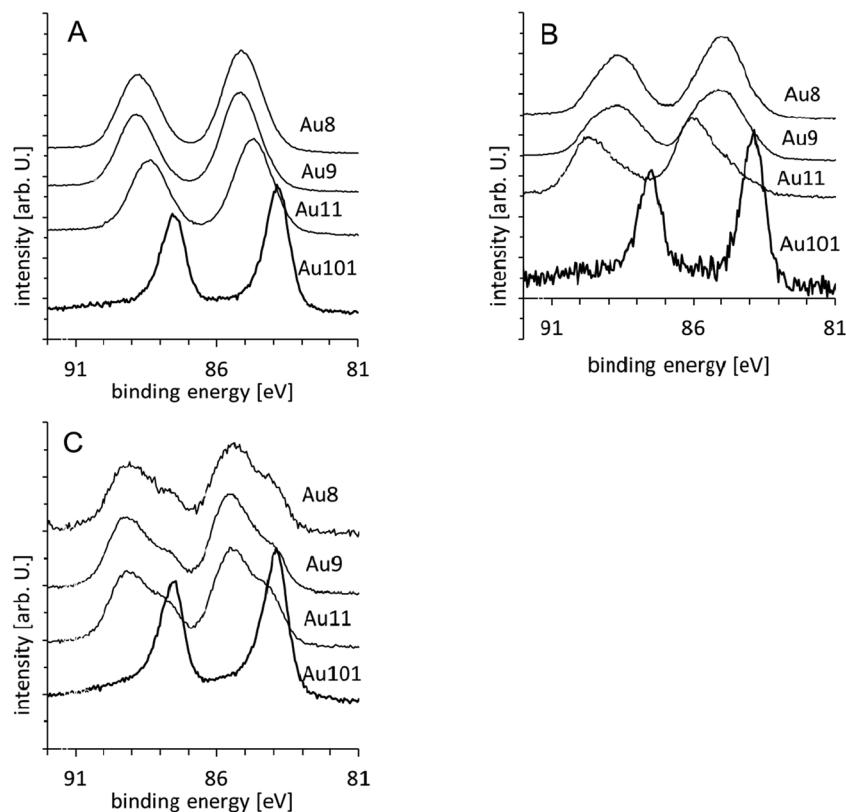 A
Au8
Au9
Au11
Au101
intensity [arb. U.]
91 86 81
binding energy [eV]
B
Au8
Au9
Au11
Au101
intensity [arb. U.]
91 86 81
binding energy [eV]
C
Au8
Au9
Au11
Au101
intensity [arb. U.]
91 86 81
binding energy [eV]